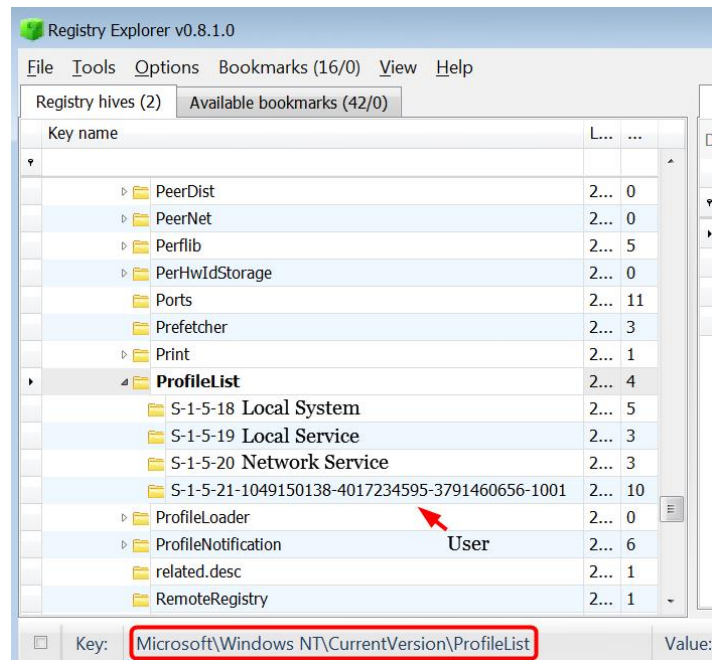 Registry Explorer v0.8.1.0
File Tools Options Bookmarks (16/0) View Help
Registry hives (2) Available bookmarks (42/0)
Key name L... ...
PeerDist 2... 0
PeerNet 2... 0
Perflib 2... 5
PerHwIdStorage 2... 0
Ports 2... 11
Prefetcher 2... 3
Print 2... 1
ProfileList 2... 4
S-1-5-18 Local System 2... 5
S-1-5-19 Local Service 2... 3
S-1-5-20 Network Service 2... 3
S-1-5-21-1049150138-4017234595-3791460656-1001 2... 10
ProfileLoader 2... 0
ProfileNotification User 2... 6
related.desc 2... 1
RemoteRegistry 2... 1
Key: Microsoft\Windows NT\CurrentVersion\ProfileList Value: